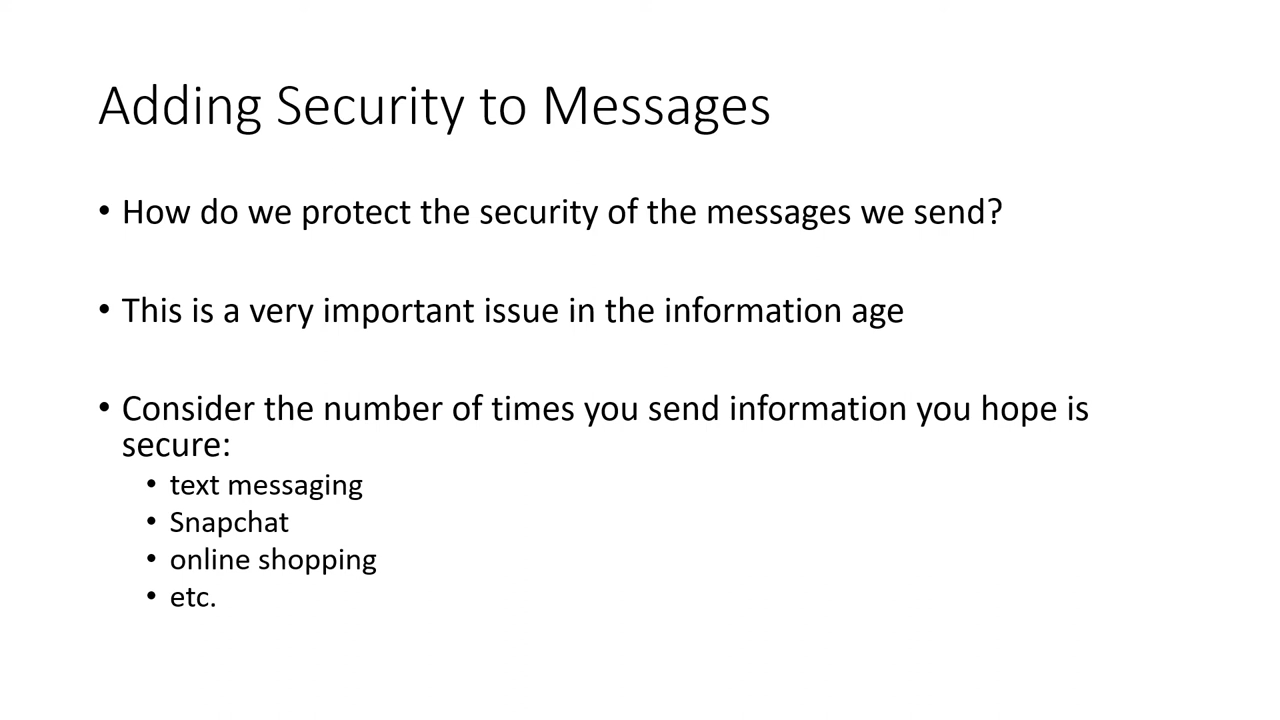 Adding Security to Messages
• How do we protect the security of the messages we send?
• This is a very important issue in the information age
• Consider the number of times you send information you hope is
secure:
• text messaging
• Snapchat
• online shopping
• etc.